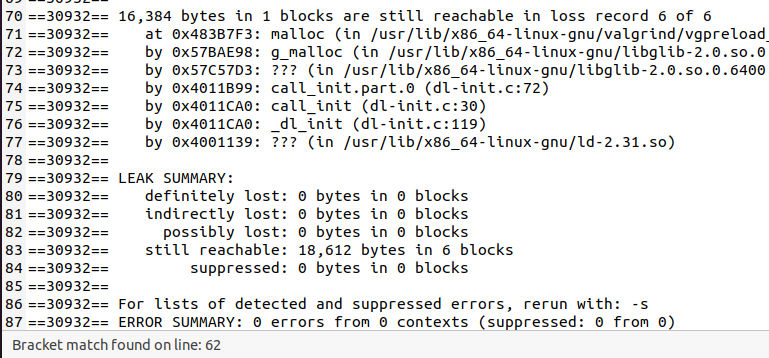 70 ==30932== 16,384 bytes in 1 blocks are still reachable in loss record 6 of 6
71 ==30932==    at 0x483B7F3: malloc (in /usr/lib/x86_64-linux-gnu/valgrind/vgpreload_
72 ==30932==    by 0x57BAE98: g_malloc (in /usr/lib/x86_64-linux-gnu/libglib-2.0.so.0
73 ==30932==    by 0x57C57D3: ??? (in /usr/lib/x86_64-linux-gnu/libglib-2.0.so.0.6400
74 ==30932==    by 0x4011B99: call_init.part.0 (dl-init.c:72)
75 ==30932==    by 0x4011CA0: call_init (dl-init.c:30)
76 ==30932==    by 0x4011CA0: _dl_init (dl-init.c:119)
77 ==30932==    by 0x4001139: ??? (in /usr/lib/x86_64-linux-gnu/ld-2.31.so)
78 ==30932==
79 ==30932== LEAK SUMMARY:
80 ==30932==    definitely lost: 0 bytes in 0 blocks
81 ==30932==    indirectly lost: 0 bytes in 0 blocks
82 ==30932==      possibly lost: 0 bytes in 0 blocks
83 ==30932==    still reachable: 18,612 bytes in 6 blocks
84 ==30932==         suppressed: 0 bytes in 0 blocks
85 ==30932==
86 ==30932== For lists of detected and suppressed errors, rerun with: -s
87 ==30932== ERROR SUMMARY: 0 errors from 0 contexts (suppressed: 0 from 0)
Bracket match found on line: 62